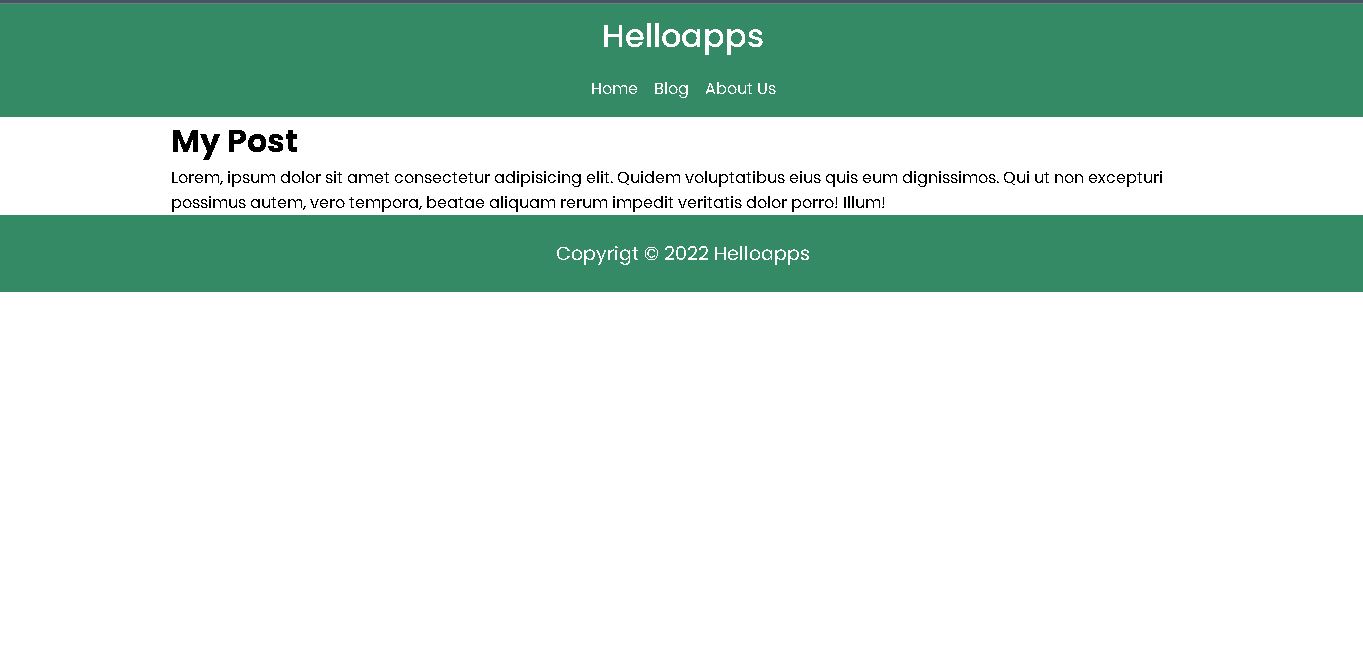 Helloapps
Home Blog About Us
My Post
Lorem, ipsum dolor sit amet consectetur adipisicing elit. Quidem voluptatibus eius quis eum dignissimos. Qui ut non excepturi
possimus autem, vero tempora, beatae aliquam rerum impedit veritatis dolor porro! Illum!
Copyrigt © 2022 Helloapps